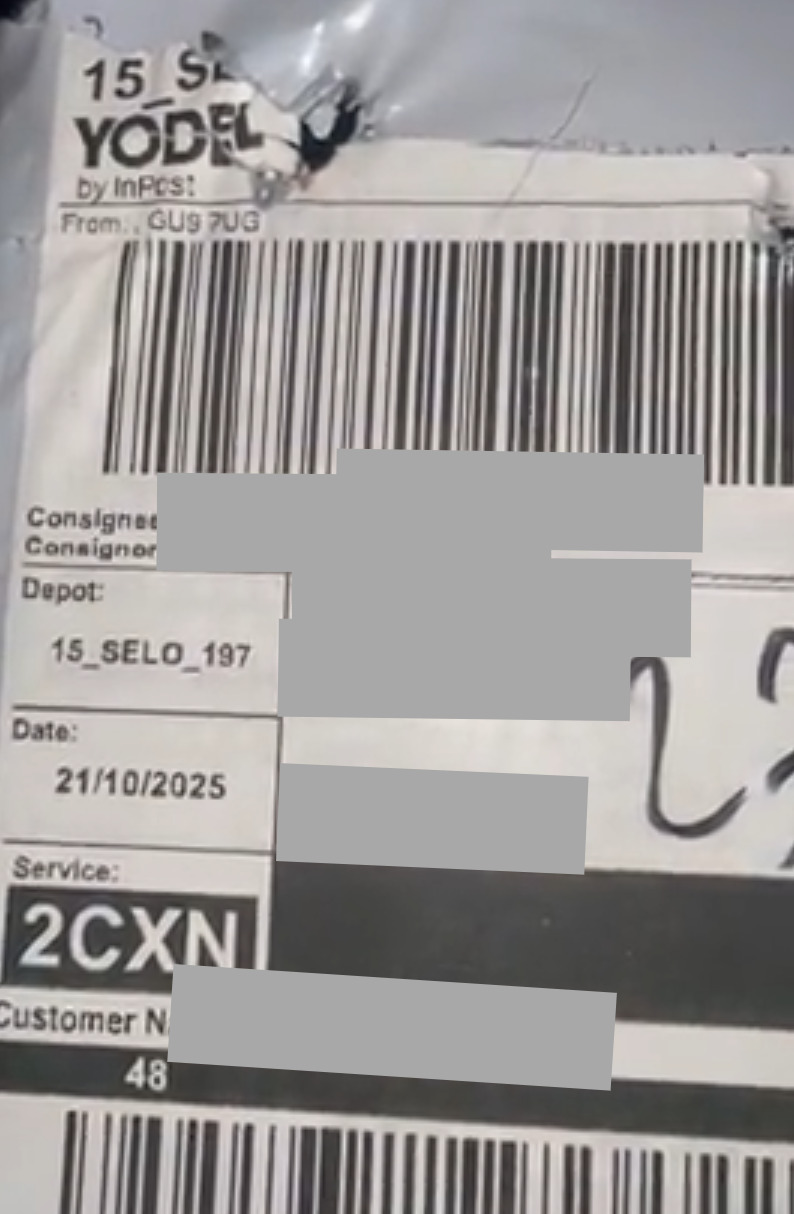 15_S
YODEL
by InPost
From: GU9 7UG
Consignee
Consignor
Depot:
15_SELO_197
Date:
21/10/2025
Service:
2CXN
Customer N
48